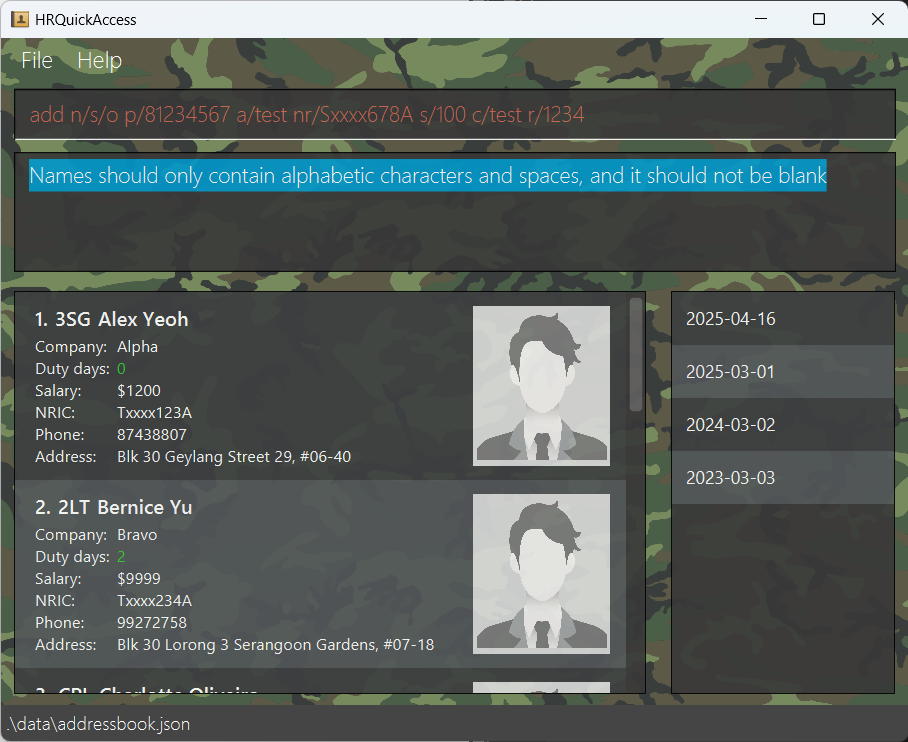 HRQuickAccess
File Help
add n/s/o p/81234567 a/test nr/Sxxxx678A s/100 c/test r/1234
Names should only contain alphabetic characters and spaces, and it should not be blank
1. 3SG Alex Yeoh
Company: Alpha
Duty days: 0
Salary: $1200
NRIC: Txxxx123A
Phone: 87438807
Address: Blk 30 Geylang Street 29, #06-40
2. 2LT Bernice Yu
Company: Bravo
Duty days: 2
Salary: $9999
NRIC: Txxxx234A
Phone: 99272758
Address: Blk 30 Lorong 3 Serangoon Gardens, #07-18
3. CPL Charlotte Oliveiro
2025-04-16
2025-03-01
2024-03-02
2023-03-03
.\data\addressbook.json